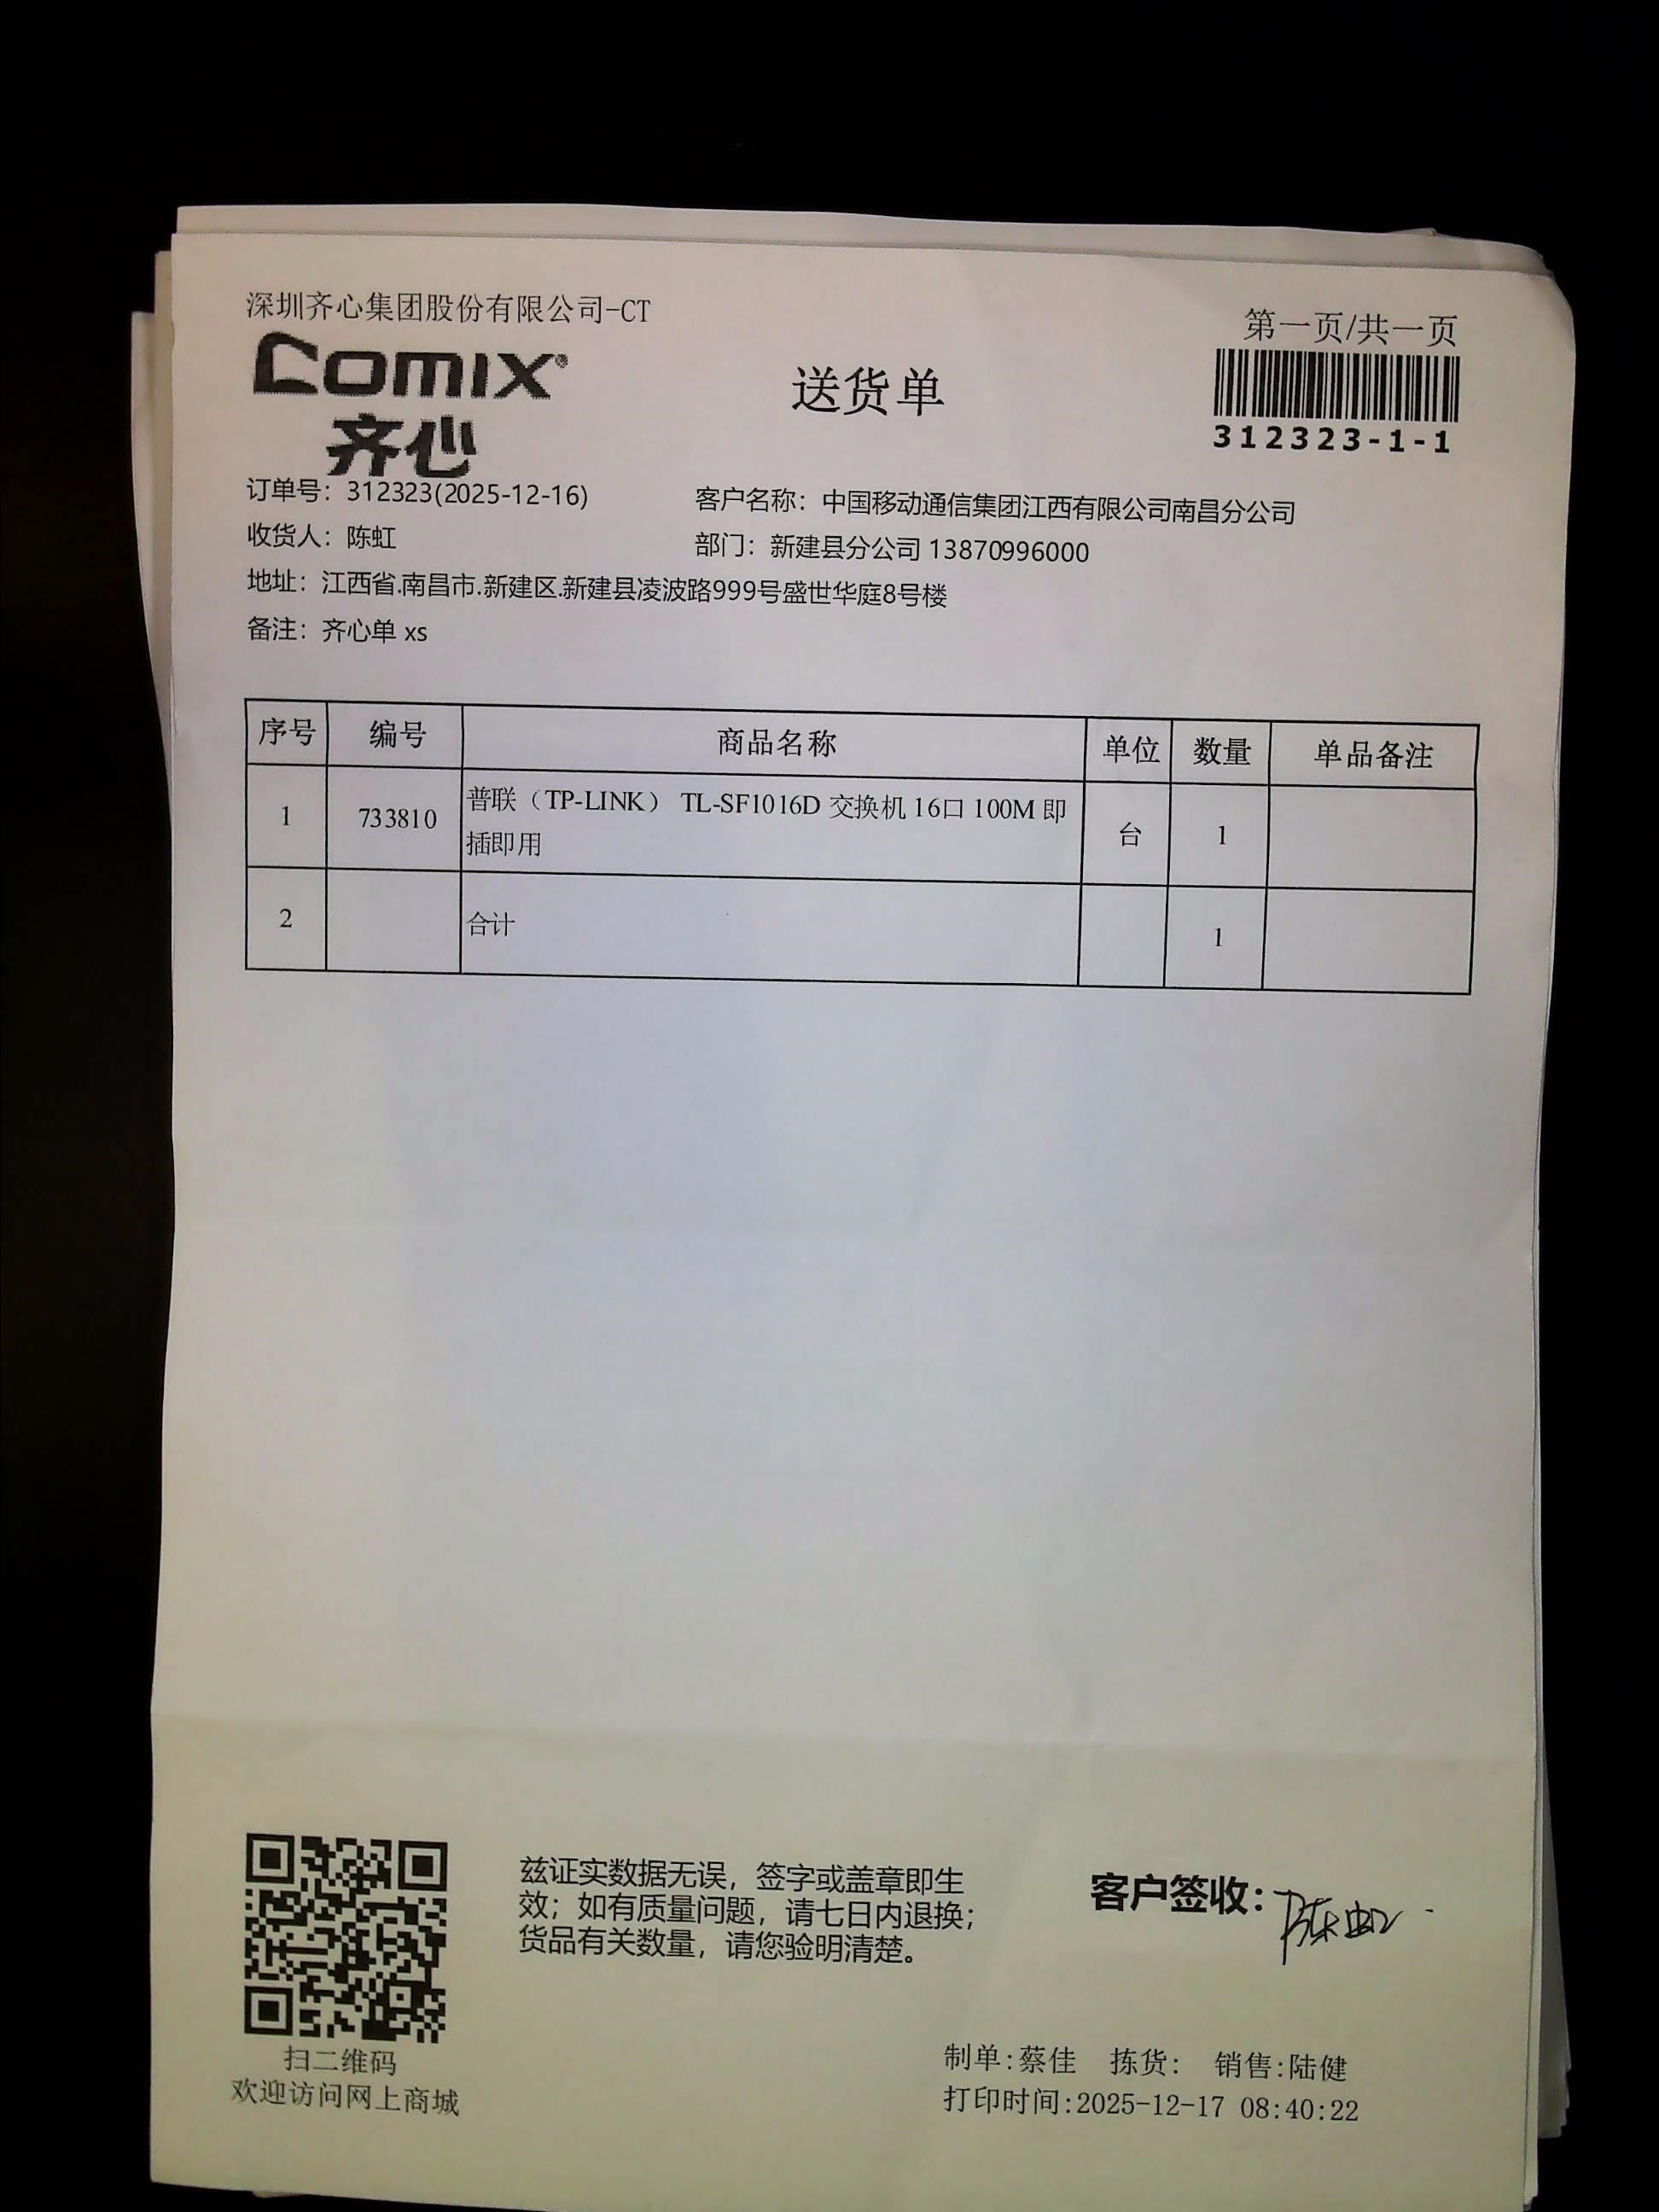 深圳齐心集团股份有限公司-CT
comix®
齐心
送货单
第一页/共一页
312323-1-1
订单号：312323(2025-12-16)
客户名称：中国移动通信集团江西有限公司南昌分公司
收货人：陈虹
部门：新建县分公司 13870996000
地址：江西省.南昌市.新建区.新建县凌波路999号盛世华庭8号楼
备注：齐心单 xs
序号 编号 商品名称 单位 数量 单品备注
1 733810 普联（TP-LINK） TL-SF1016D 交换机 16口 100M 即 台 1
插即用
2 合计 1
兹证实数据无误，签字或盖章即生
效；如有质量问题，请七日内退换；
货品有关数量，请您验明清楚。
客户签收：陈虹
扫二维码
欢迎访问网上商城
制单:蔡佳 拣货: 销售:陆健
打印时间:2025-12-17 08:40:22